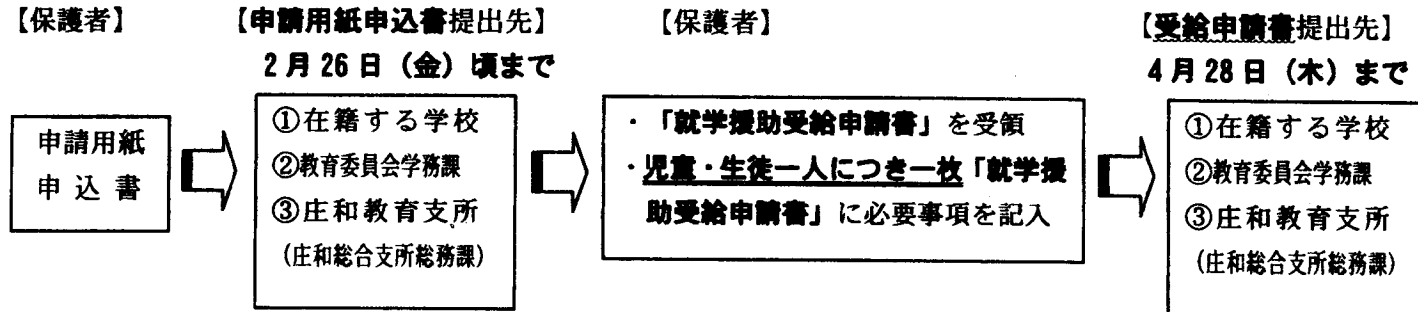 【保護者】
【申請用紙申込書提出先】
2月26日（金）頃まで
申請用紙
申込書
①在籍する学校
②教育委員会学務課
③庄和教育支所
(庄和総合支所総務課)
【保護者】
・「就学援助受給申請書」を受領
・児童・生徒一人につき一枚「就学援
助受給申請書」に必要事項を記入
【受給申請書提出先】
4月28日（木）まで
①在籍する学校
②教育委員会学務課
③庄和教育支所
(庄和総合支所総務課)